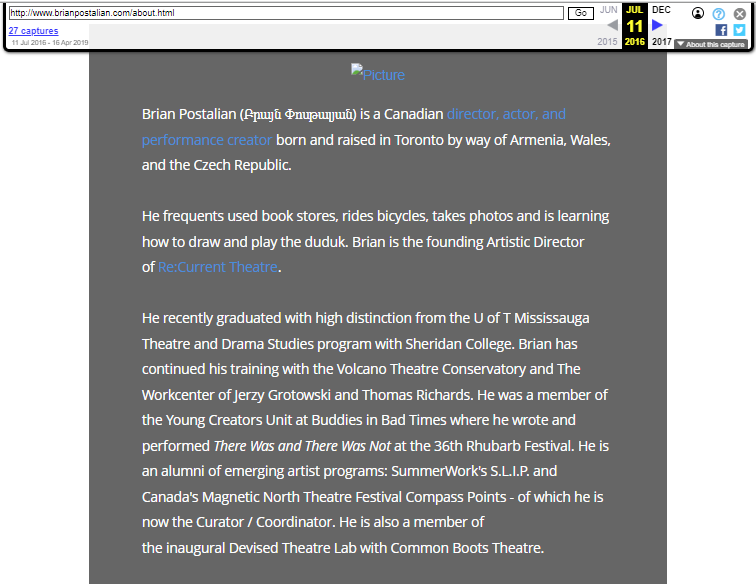 http://www.brianpostalian.com/about.html Go JUN JUL DEC
27 captures 11
11 Jul 2016 - 16 Apr 2019 2015 2016 2017 About this capture
Picture
Brian Postalian (Բրայն Փոսթալյան) is a Canadian director, actor, and
performance creator born and raised in Toronto by way of Armenia, Wales,
and the Czech Republic.
He frequents used book stores, rides bicycles, takes photos and is learning
how to draw and play the duduk. Brian is the founding Artistic Director
of Re:Current Theatre.
He recently graduated with high distinction from the U of T Mississauga
Theatre and Drama Studies program with Sheridan College. Brian has
continued his training with the Volcano Theatre Conservatory and The
Workcenter of Jerzy Grotowski and Thomas Richards. He was a member of
the Young Creators Unit at Buddies in Bad Times where he wrote and
performed There Was and There Was Not at the 36th Rhubarb Festival. He is
an alumni of emerging artist programs: SummerWork's S.L.I.P. and
Canada's Magnetic North Theatre Festival Compass Points - of which he is
now the Curator / Coordinator. He is also a member of
the inaugural Devised Theatre Lab with Common Boots Theatre.